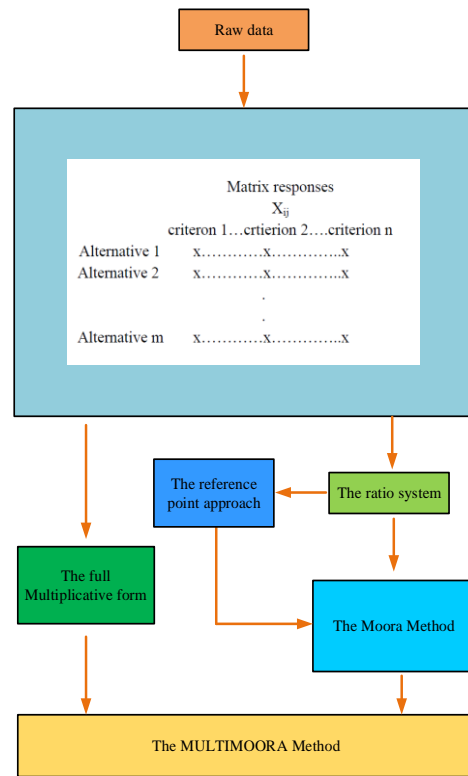 Raw data
Matrix responses
Xij
criteron 1…crtierion 2….criterion n
Alternative 1 x…………x…………..x
Alternative 2 x…………x…………..x
.
.
Alternative m x…………x…………..x
The reference
point approach
The ratio system
The full
Multiplicative form
The Moora Method
The MULTIMOORA Method